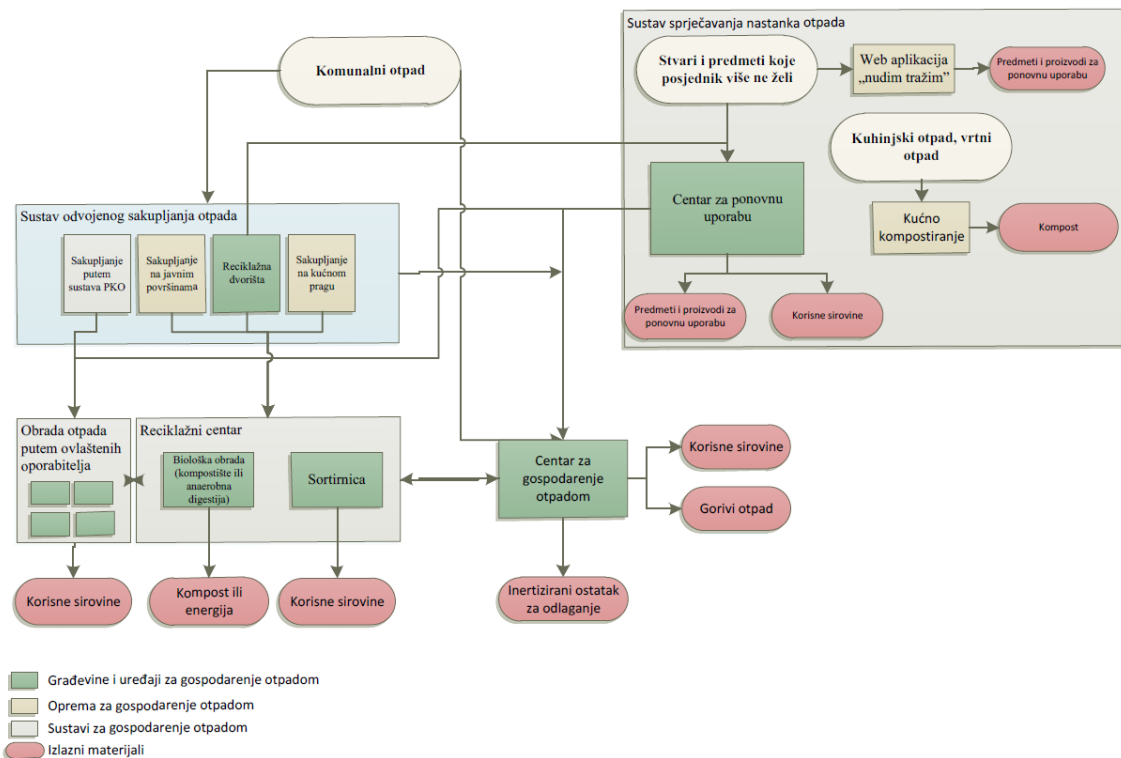 Sustav sprječavanja nastanka otpada
Komunalni otpad
Stvari i predmeti koje
posjednik više ne želi
Web aplikacija
„nudim tražim”
Predmeti i proizvodi za
ponovnu uporabu
Kuhinjski otpad, vrtni
otpad
Centar za ponovnu
uporabu
Kućno
kompostiranje
Kompost
Predmeti i proizvodi za
ponovnu uporabu
Korisne sirovine
Sustav odvojenog sakupljanja otpada
Sakupljanje
putem
sustava PKO
Sakupljanje
na javnim
površinama
Reciklažna
dvorišta
Sakupljanje
na kućnom
pragu
Obrada otpada
putem ovlaštenih
oporabitelja
Reciklažni centar
Biološka obrada
(kompostište ili
anaerobna
digestija)
Sortirnica
Centar za
gospodarenje
otpadom
Korisne sirovine
Gorivi otpad
Korisne sirovine
Kompost ili
energija
Korisne sirovine
Inertizirani ostatak
za odlaganje
Građevine i uređaji za gospodarenje otpadom
Oprema za gospodarenje otpadom
Sustavi za gospodarenje otpadom
Izlazni materijali